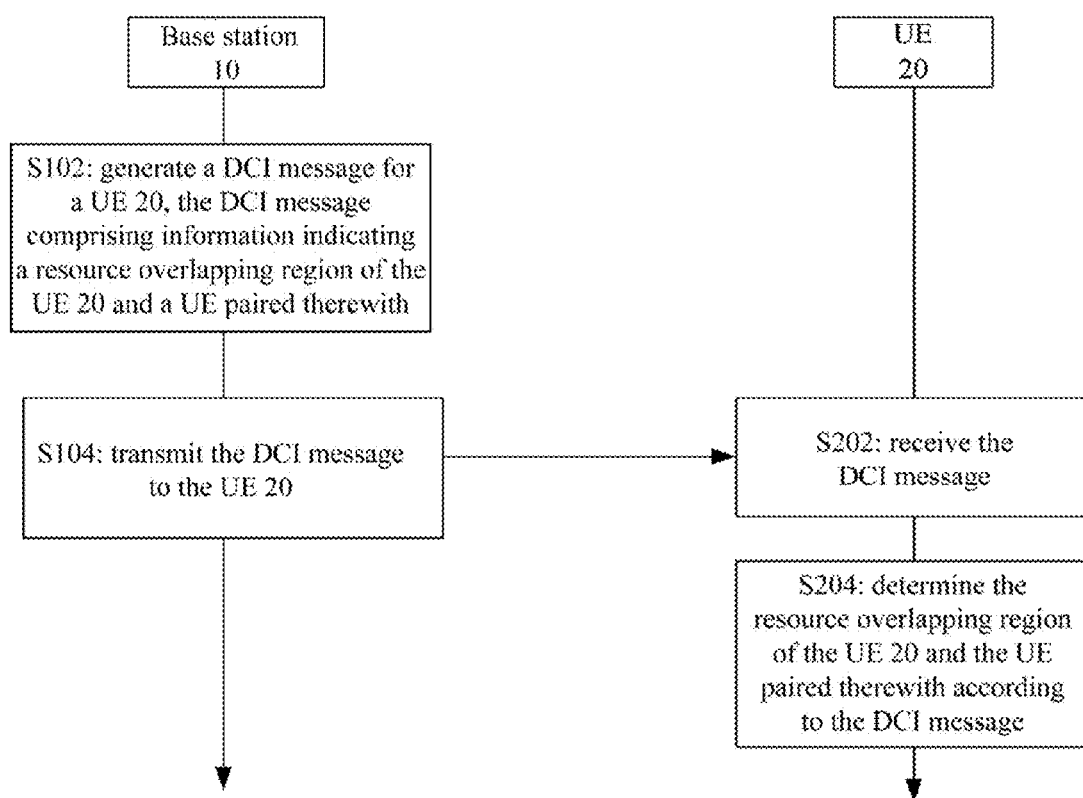 Base station
10
UE
20
S102: generate a DCI message for
a UE 20, the DCI message
comprising information indicating
a resource overlapping region of the
UE 20 and a UE paired therewith
S104: transmit the DCI message
to the UE 20
S202: receive the
DCI message
S204: determine the
resource overlapping region
of the UE 20 and the UE
paired therewith according
to the DCI message